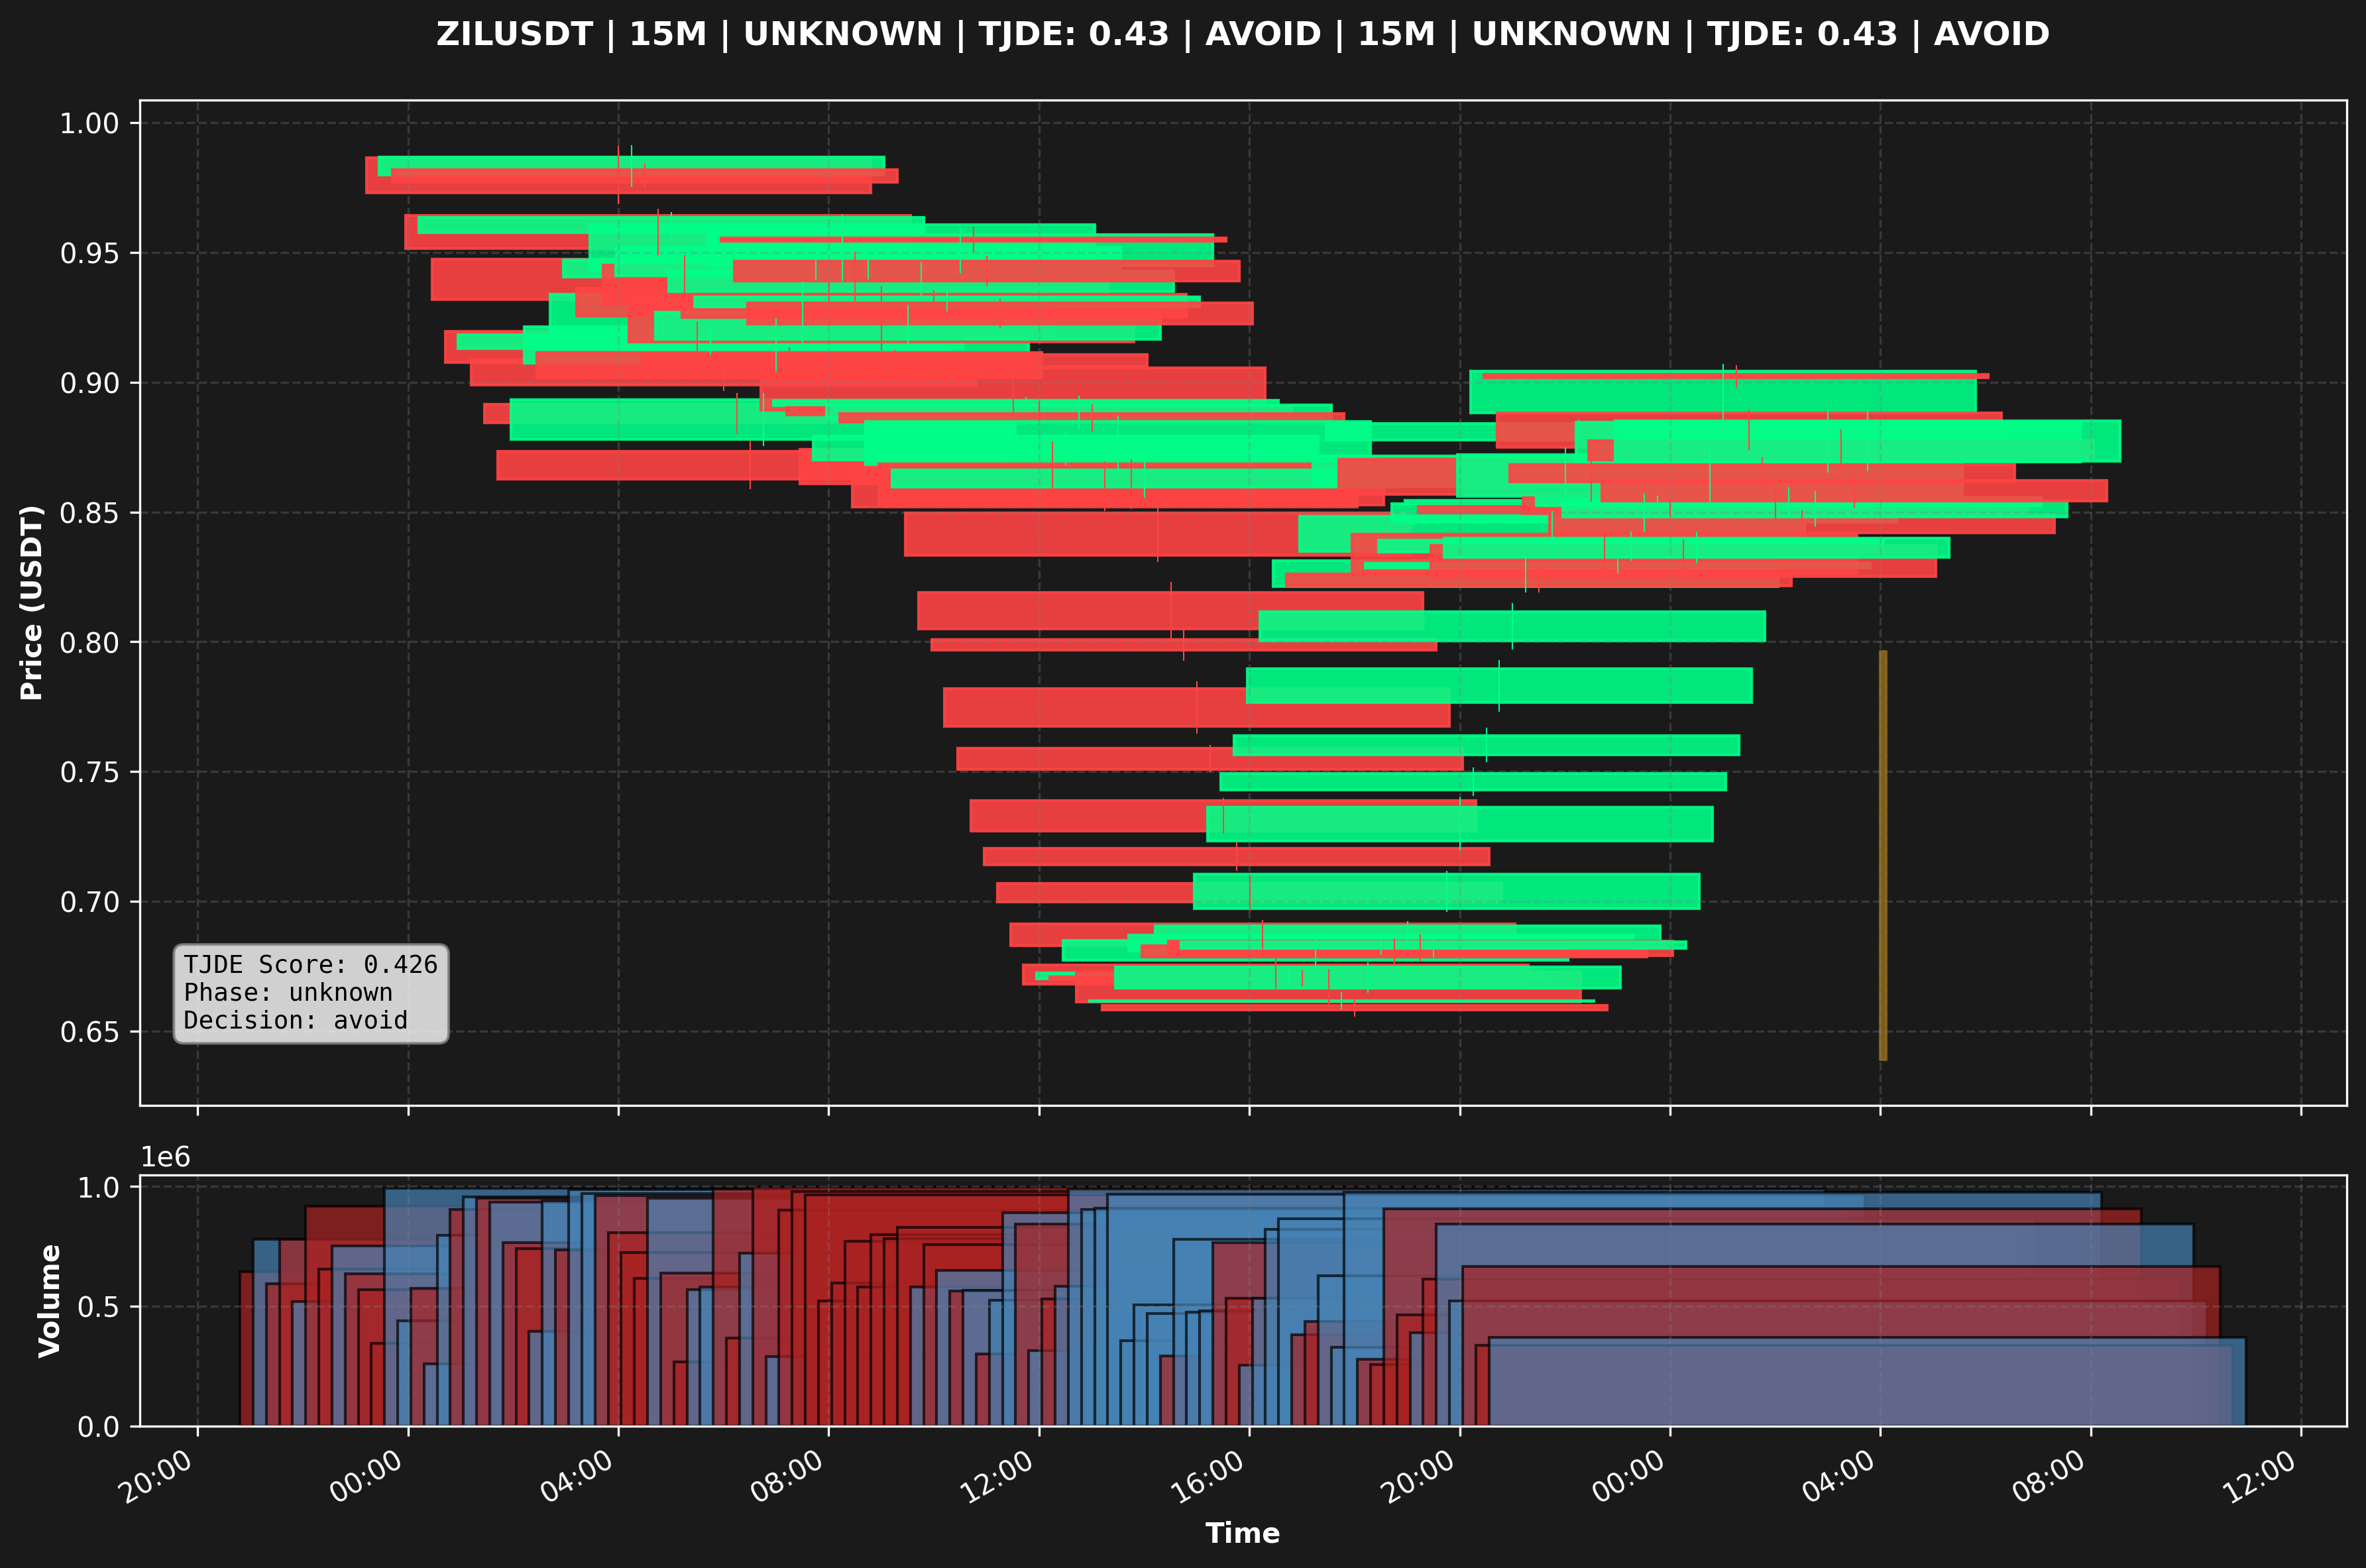 ZILUSDT | 15M | UNKNOWN | TJDE: 0.43 | AVOID | 15M | UNKNOWN | TJDE: 0.43 | AVOID
1.00
0.95
0.90
0.85
0.80
0.75
0.70
0.65
Price (USDT)
TJDE Score: 0.426
Phase: unknown
Decision: avoid
1e6
1.0
0.5
0.0
Volume
20:00
00:00
04:00
08:00
12:00
16:00
20:00
00:00
04:00
08:00
12:00
Time